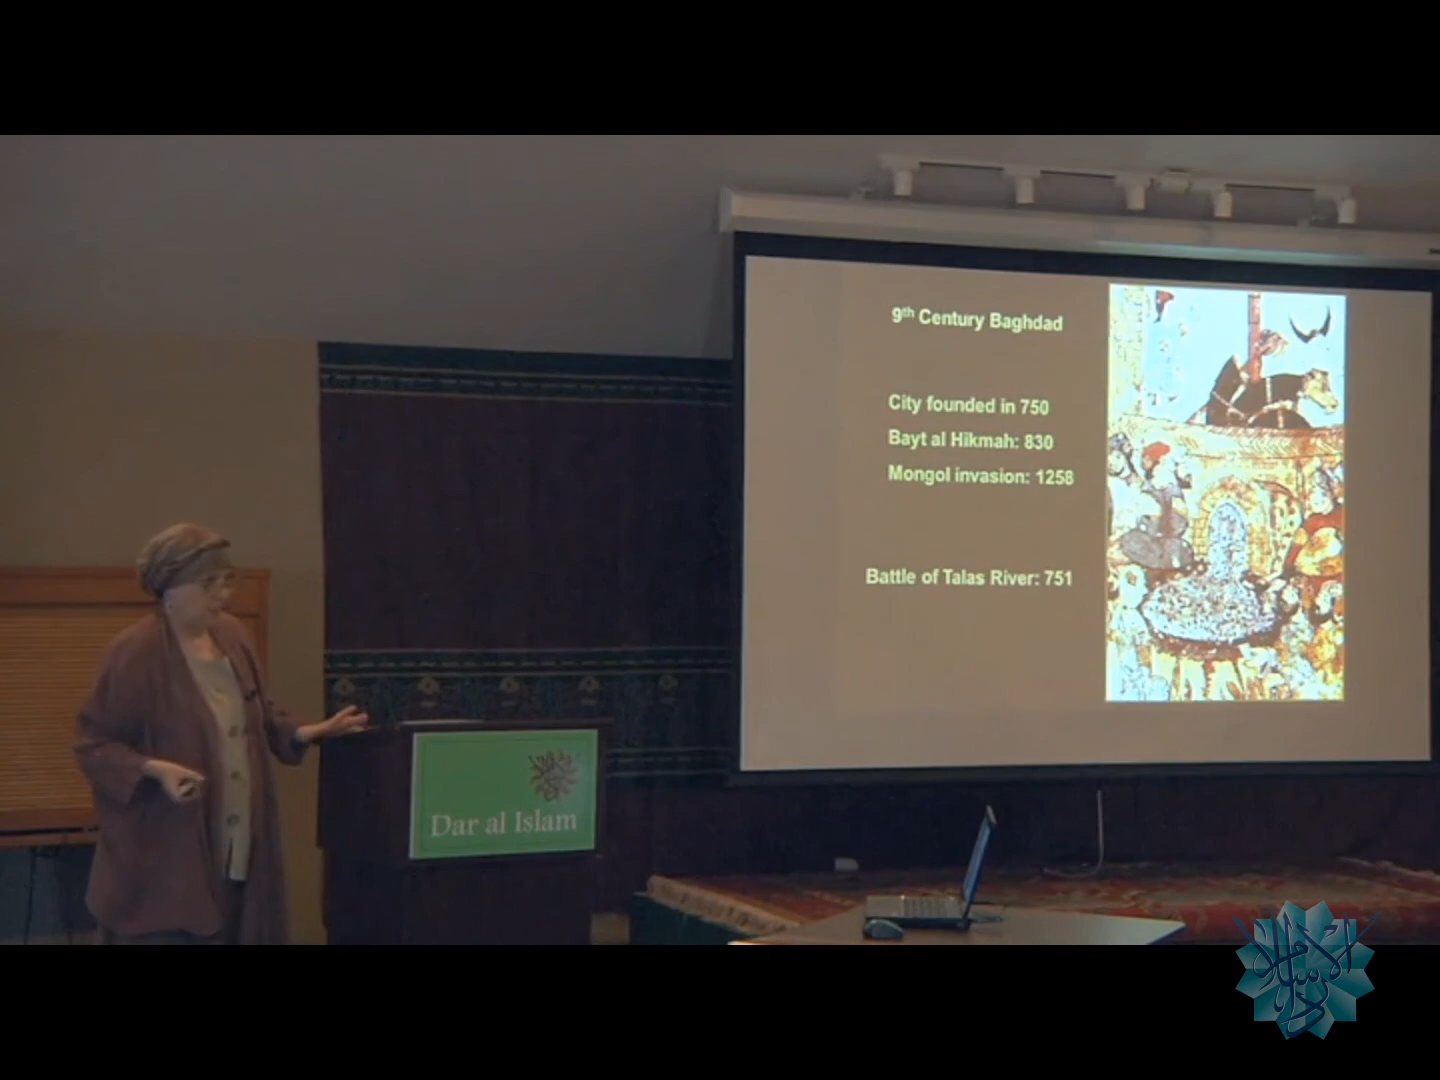 9th Century Baghdad
City founded in 750
Bayt al Hikmah: 830
Mongol invasion: 1258
Battle of Talas River: 751
Dar al Islam